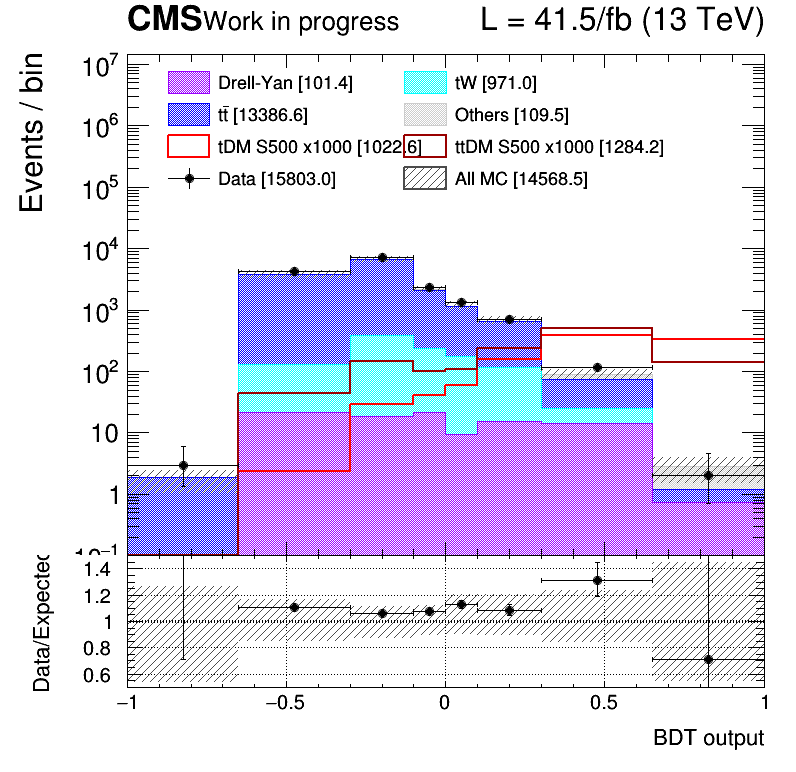 CMS Work in progress L = 41.5/fb (13 TeV)
Events / bin
10⁷
10⁶
10⁵
10⁴
10³
10²
10
1
10⁻¹
Drell-Yan [101.4] tW [971.0]
tt̄ [13386.6] Others [109.5]
tDM S500 x1000 [1022.6] ttDM S500 x1000 [1284.2]
Data [15803.0] All MC [14568.5]
Data/Expected
1.4
1.2
1
0.8
0.6
−1 −0.5 0 0.5 1
BDT output